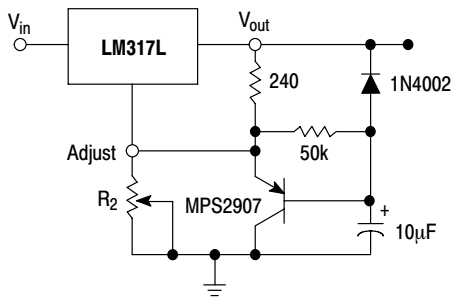 Vin
LM317L
Vout
240
1N4002
Adjust
50k
R2
MPS2907
+
10μF